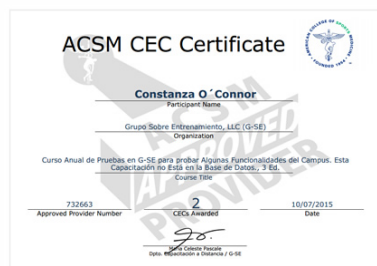 AMERICAN COLLEGE OF SPORTS MEDICINE
FOUNDED 1954
ACSM CEC Certificate
ACSM
APPROVED
PROVIDER
Constanza O´Connor
Participant Name
Grupo Sobre Entrenamiento, LLC (G-SE)
Organization
Curso Anual de Pruebas en G-SE para probar Algunas Funcionalidades del Campus. Esta
Capacitación no Está en la Base de Datos., 3 Ed.
Course Title
732663
Approved Provider Number
2
CECs Awarded
10/07/2015
Date
María Celeste Pascale
Dpto. Capacitación a Distancia / G-SE